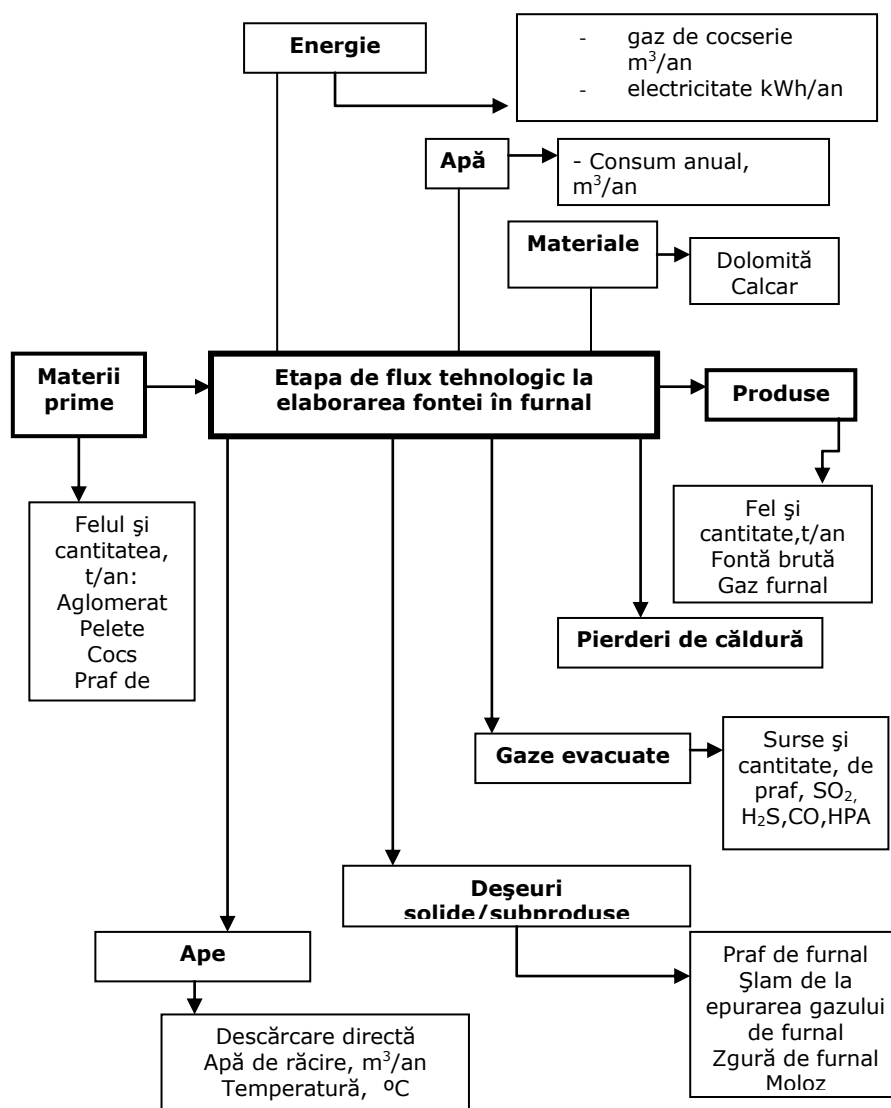 Energie
- gaz de cocserie
m³/an
- electricitate kWh/an
Apă
- Consum anual,
m³/an
Materiale
Dolomită
Calcar
Materii
prime
Etapa de flux tehnologic la
elaborarea fontei în furnal
Produse
Felul şi
cantitatea,
t/an:
Aglomerat
Pelete
Cocs
Praf de
Fel şi
cantitate,t/an
Fontă brută
Gaz furnal
Pierderi de căldură
Gaze evacuate
Surse şi
cantitate, de
praf, SO₂,
H₂S,CO,HPA
Deşeuri
solide/subproduse
Ape
Praf de furnal
Şlam de la
epurarea gazului
de furnal
Zgură de furnal
Moloz
Descărcare directă
Apă de răcire, m³/an
Temperatură, ºC